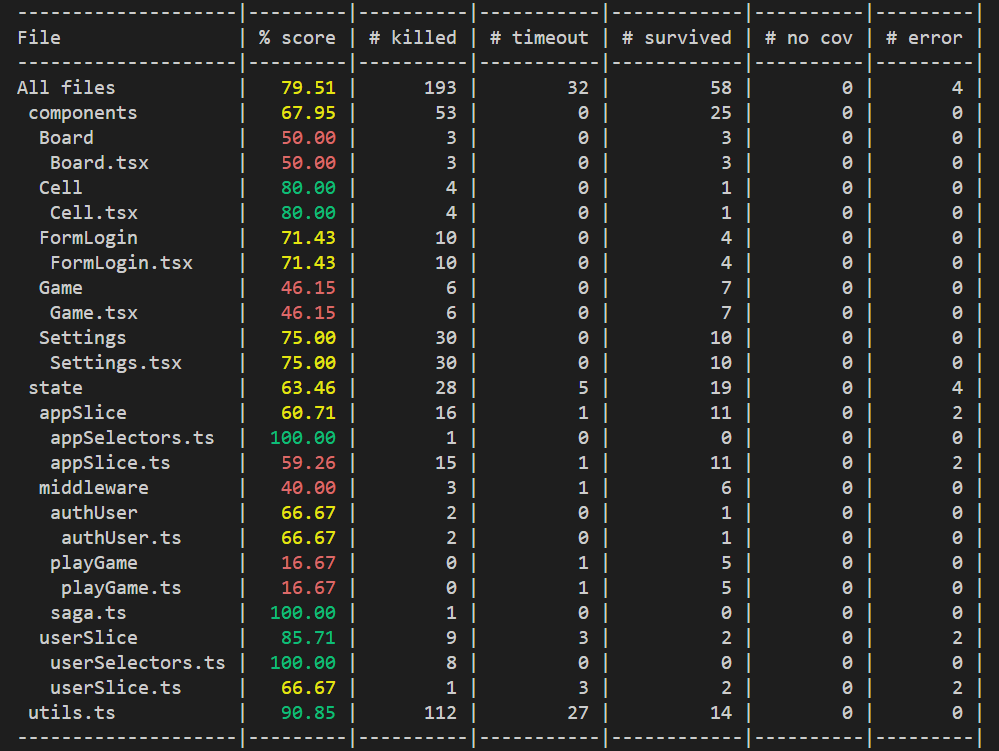 --------------------|---------|----------|-----------|------------|----------|---------|
File                | % score | # killed | # timeout | # survived | # no cov | # error |
--------------------|---------|----------|-----------|------------|----------|---------|
All files           |   79.51 |      193 |        32 |         58 |        0 |       4 |
 components         |   67.95 |       53 |         0 |         25 |        0 |       0 |
  Board             |   50.00 |        3 |         0 |          3 |        0 |       0 |
   Board.tsx        |   50.00 |        3 |         0 |          3 |        0 |       0 |
  Cell              |   80.00 |        4 |         0 |          1 |        0 |       0 |
   Cell.tsx         |   80.00 |        4 |         0 |          1 |        0 |       0 |
  FormLogin         |   71.43 |       10 |         0 |          4 |        0 |       0 |
   FormLogin.tsx    |   71.43 |       10 |         0 |          4 |        0 |       0 |
  Game              |   46.15 |        6 |         0 |          7 |        0 |       0 |
   Game.tsx         |   46.15 |        6 |         0 |          7 |        0 |       0 |
  Settings          |   75.00 |       30 |         0 |         10 |        0 |       0 |
   Settings.tsx     |   75.00 |       30 |         0 |         10 |        0 |       0 |
 state              |   63.46 |       28 |         5 |         19 |        0 |       4 |
  appSlice          |   60.71 |       16 |         1 |         11 |        0 |       2 |
   appSelectors.ts  |  100.00 |        1 |         0 |          0 |        0 |       0 |
   appSlice.ts      |   59.26 |       15 |         1 |         11 |        0 |       2 |
  middleware        |   40.00 |        3 |         1 |          6 |        0 |       0 |
   authUser         |   66.67 |        2 |         0 |          1 |        0 |       0 |
    authUser.ts     |   66.67 |        2 |         0 |          1 |        0 |       0 |
   playGame         |   16.67 |        0 |         1 |          5 |        0 |       0 |
    playGame.ts     |   16.67 |        0 |         1 |          5 |        0 |       0 |
   saga.ts          |  100.00 |        1 |         0 |          0 |        0 |       0 |
  userSlice         |   85.71 |        9 |         3 |          2 |        0 |       2 |
   userSelectors.ts |  100.00 |        8 |         0 |          0 |        0 |       0 |
   userSlice.ts     |   66.67 |        1 |         3 |          2 |        0 |       2 |
 utils.ts           |   90.85 |      112 |        27 |         14 |        0 |       0 |
--------------------|---------|----------|-----------|------------|----------|---------|